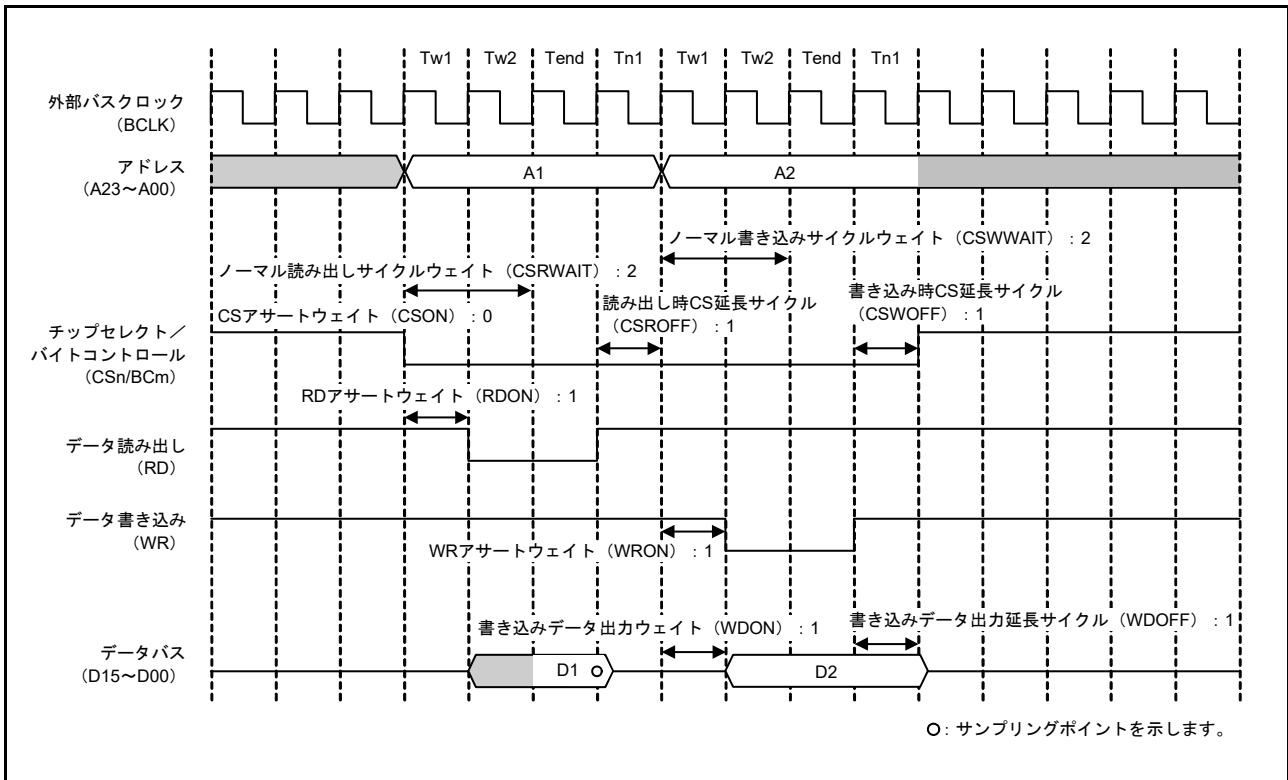 Tw1 Tw2 Tend Tn1 Tw1 Tw2 Tend Tn1
外部バスクロック
(BCLK)
アドレス
(A23~A00)
A1
A2
ノーマル書き込みサイクルウェイト (CSWWAIT) : 2
ノーマル読み出しサイクルウェイト (CSRWAIT) : 2
読み出し時CS延長サイクル
(CSROFF) : 1
書き込み時CS延長サイクル
(CSWOFF) : 1
CSアサートウェイト (CSON) : 0
チップセレクト/
バイトコントロール
(CSn/BCm)
RDアサートウェイト (RDON) : 1
データ読み出し
(RD)
データ書き込み
(WR)
WRアサートウェイト (WRON) : 1
書き込みデータ出力ウェイト (WDON) : 1
書き込みデータ出力延長サイクル (WDOFF) : 1
データバス
(D15~D00)
D1
D2
O : サンプリングポイントを示します。